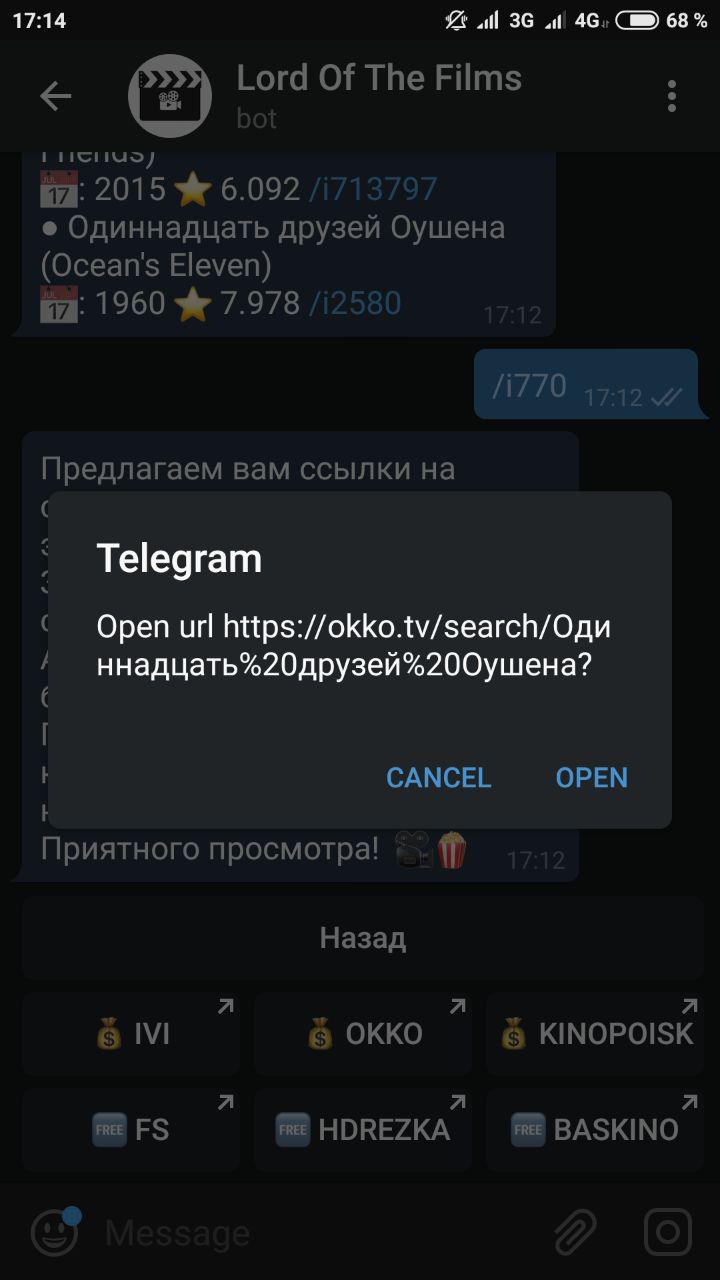 17:14
3G
4G
68 %
Lord Of The Films
bot
Friends)
JUL 17: 2015 6.092 /i713797
● Одиннадцать друзей Оушена
(Ocean's Eleven)
JUL 17: 1960 7.978 /i2580
17:12
/i770 17:12
Предлагаем вам ссылки на
Telegram
Open url https://okko.tv/search/Оди
ннадцать%20друзей%20Оушена?
CANCEL OPEN
Приятного просмотра!
17:12
Назад
IVI
OKKO
KINOPOISK
FREE FS
FREE HDREZKA
FREE BASKINO
Message